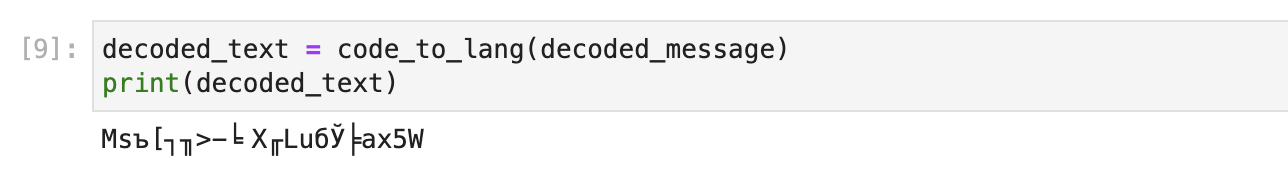 [9]:
decoded_text = code_to_lang(decoded_message)
print(decoded_text)
Msъ[┐╖>–╘ X╓LuбЎ╞ax5W